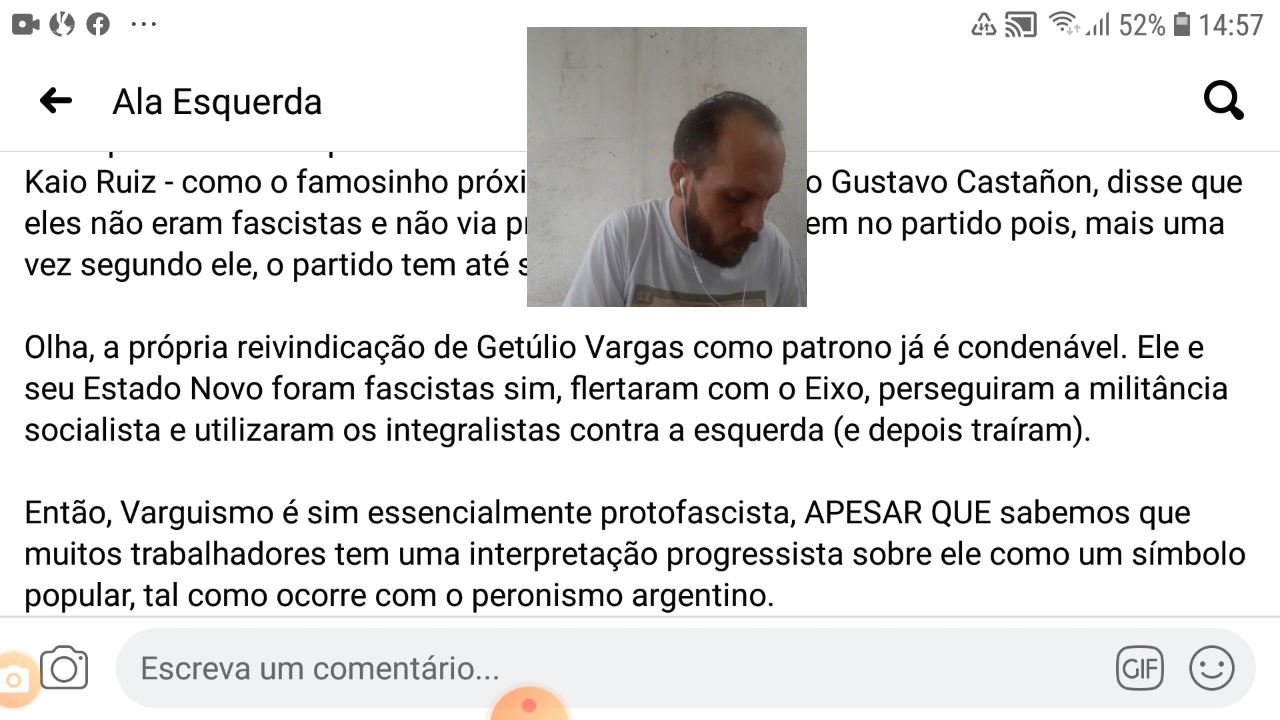 52% 14:57
Ala Esquerda
Kaio Ruiz - como o famosinho próxi o Gustavo Castañon, disse que
eles não eram fascistas e não via pr em no partido pois, mais uma
vez segundo ele, o partido tem até s
Olha, a própria reivindicação de Getúlio Vargas como patrono já é condenável. Ele e
seu Estado Novo foram fascistas sim, flertaram com o Eixo, perseguiram a militância
socialista e utilizaram os integralistas contra a esquerda (e depois traíram).
Então, Varguismo é sim essencialmente protofascista, APESAR QUE sabemos que
muitos trabalhadores tem uma interpretação progressista sobre ele como um símbolo
popular, tal como ocorre com o peronismo argentino.
Escreva um comentário... GIF